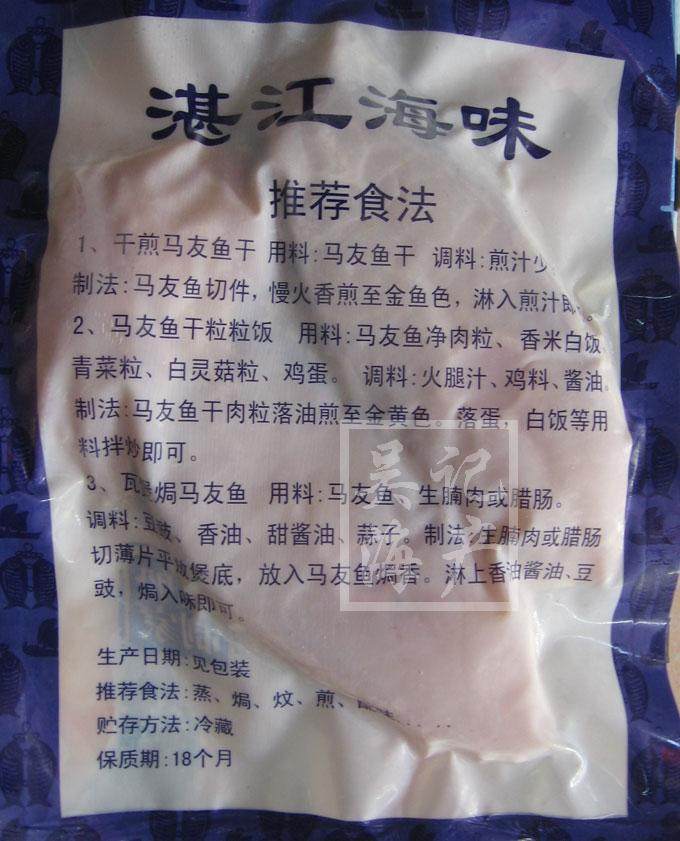 湛江海味
推荐食法
1、干煎马友鱼干 用料:马友鱼干 调料:煎汁少
制法:马友鱼切件，慢火香煎至金鱼色，淋入煎汁即
2、马友鱼干粒粒饭 用料:马友鱼净肉粒、香米白饭、
青菜粒、白灵菇粒、鸡蛋。 调料:火腿汁、鸡料、酱油。
制法:马友鱼干肉粒落油煎至金黄色。落蛋，白饭等用
料拌炒即可。
3、瓦煲焗马友鱼 用料:马友鱼、生腩肉或腊肠。
调料:豆豉、香油、甜酱油、蒜子。制法:生腩肉或腊肠
切薄片平放煲底，放入马友鱼焗香。淋上香油酱油、豆
豉，焗入味即可。
生产日期:见包装
推荐食法:蒸、焗、炆、煎、
贮存方法:冷藏
保质期:18个月
吴记
海产